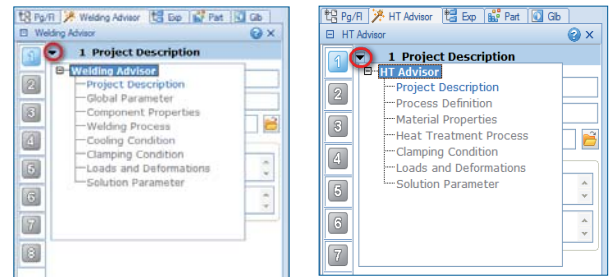 Pg/Fl Welding Advisor Exp Part Glb
Welding Advisor
1 1 Project Description
Welding Advisor
2 Project Description
Global Parameter
3 Component Properties
Welding Process
4 Cooling Condition
Clamping Condition
5 Loads and Deformations
Solution Parameter
6
7
8
Pg/Fl HT Advisor Exp Part Glb
HT Advisor
1 1 Project Description
HT Advisor
2 Project Description
Process Definition
3 Material Properties
Heat Treatment Process
4 Clamping Condition
Loads and Deformations
5 Solution Parameter
6
7